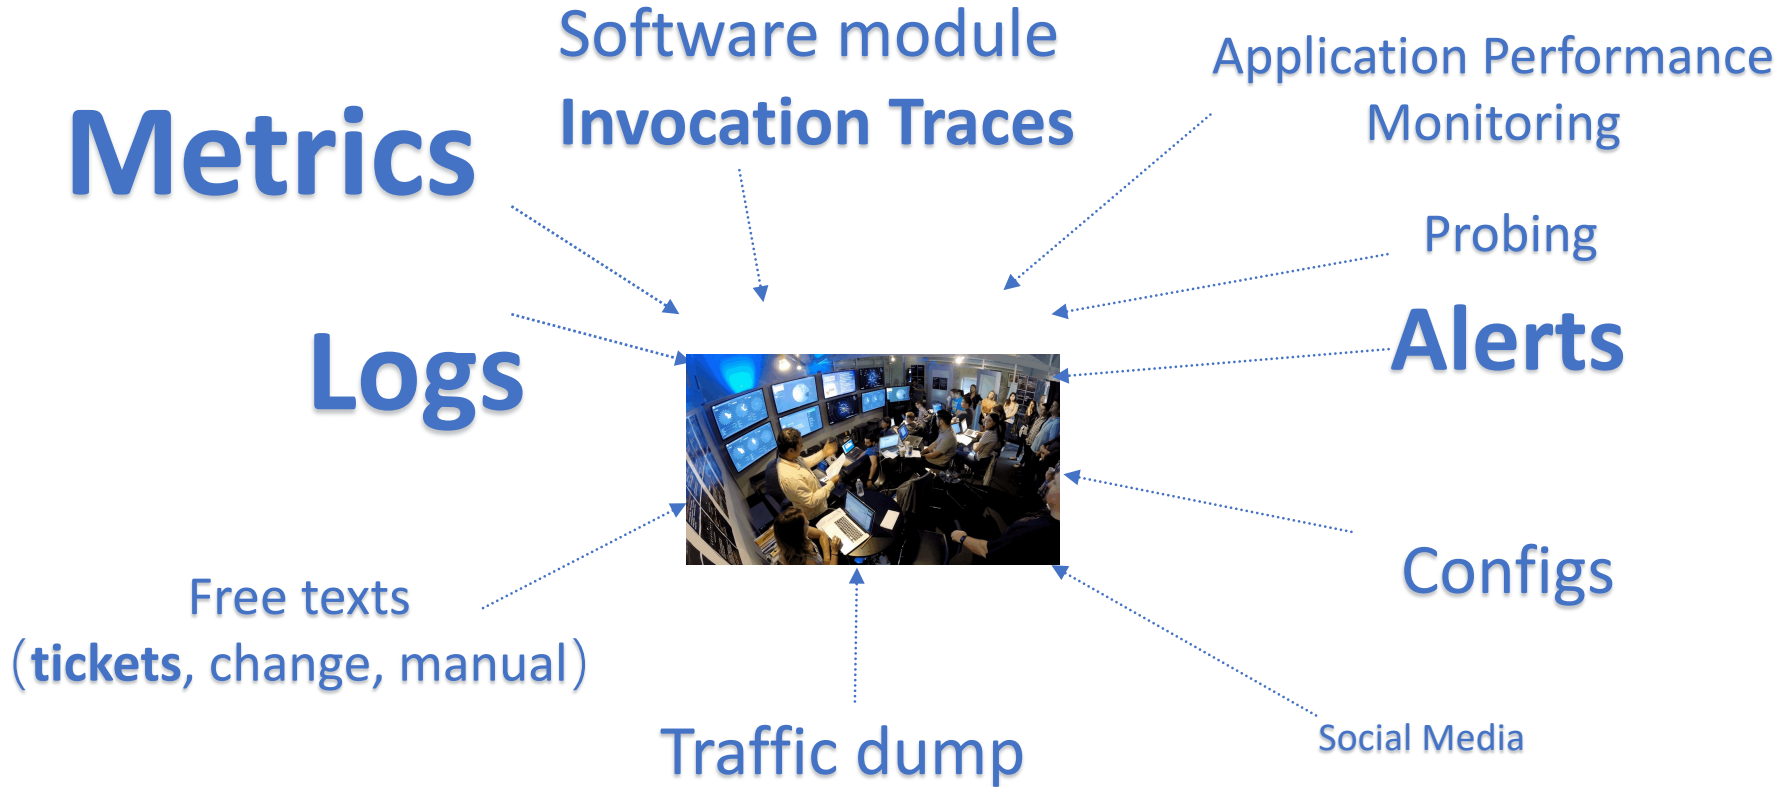 Software module
Invocation Traces
Application Performance
Monitoring
Metrics
Probing
Alerts
Logs
Configs
Free texts
（tickets, change, manual）
Traffic dump
Social Media